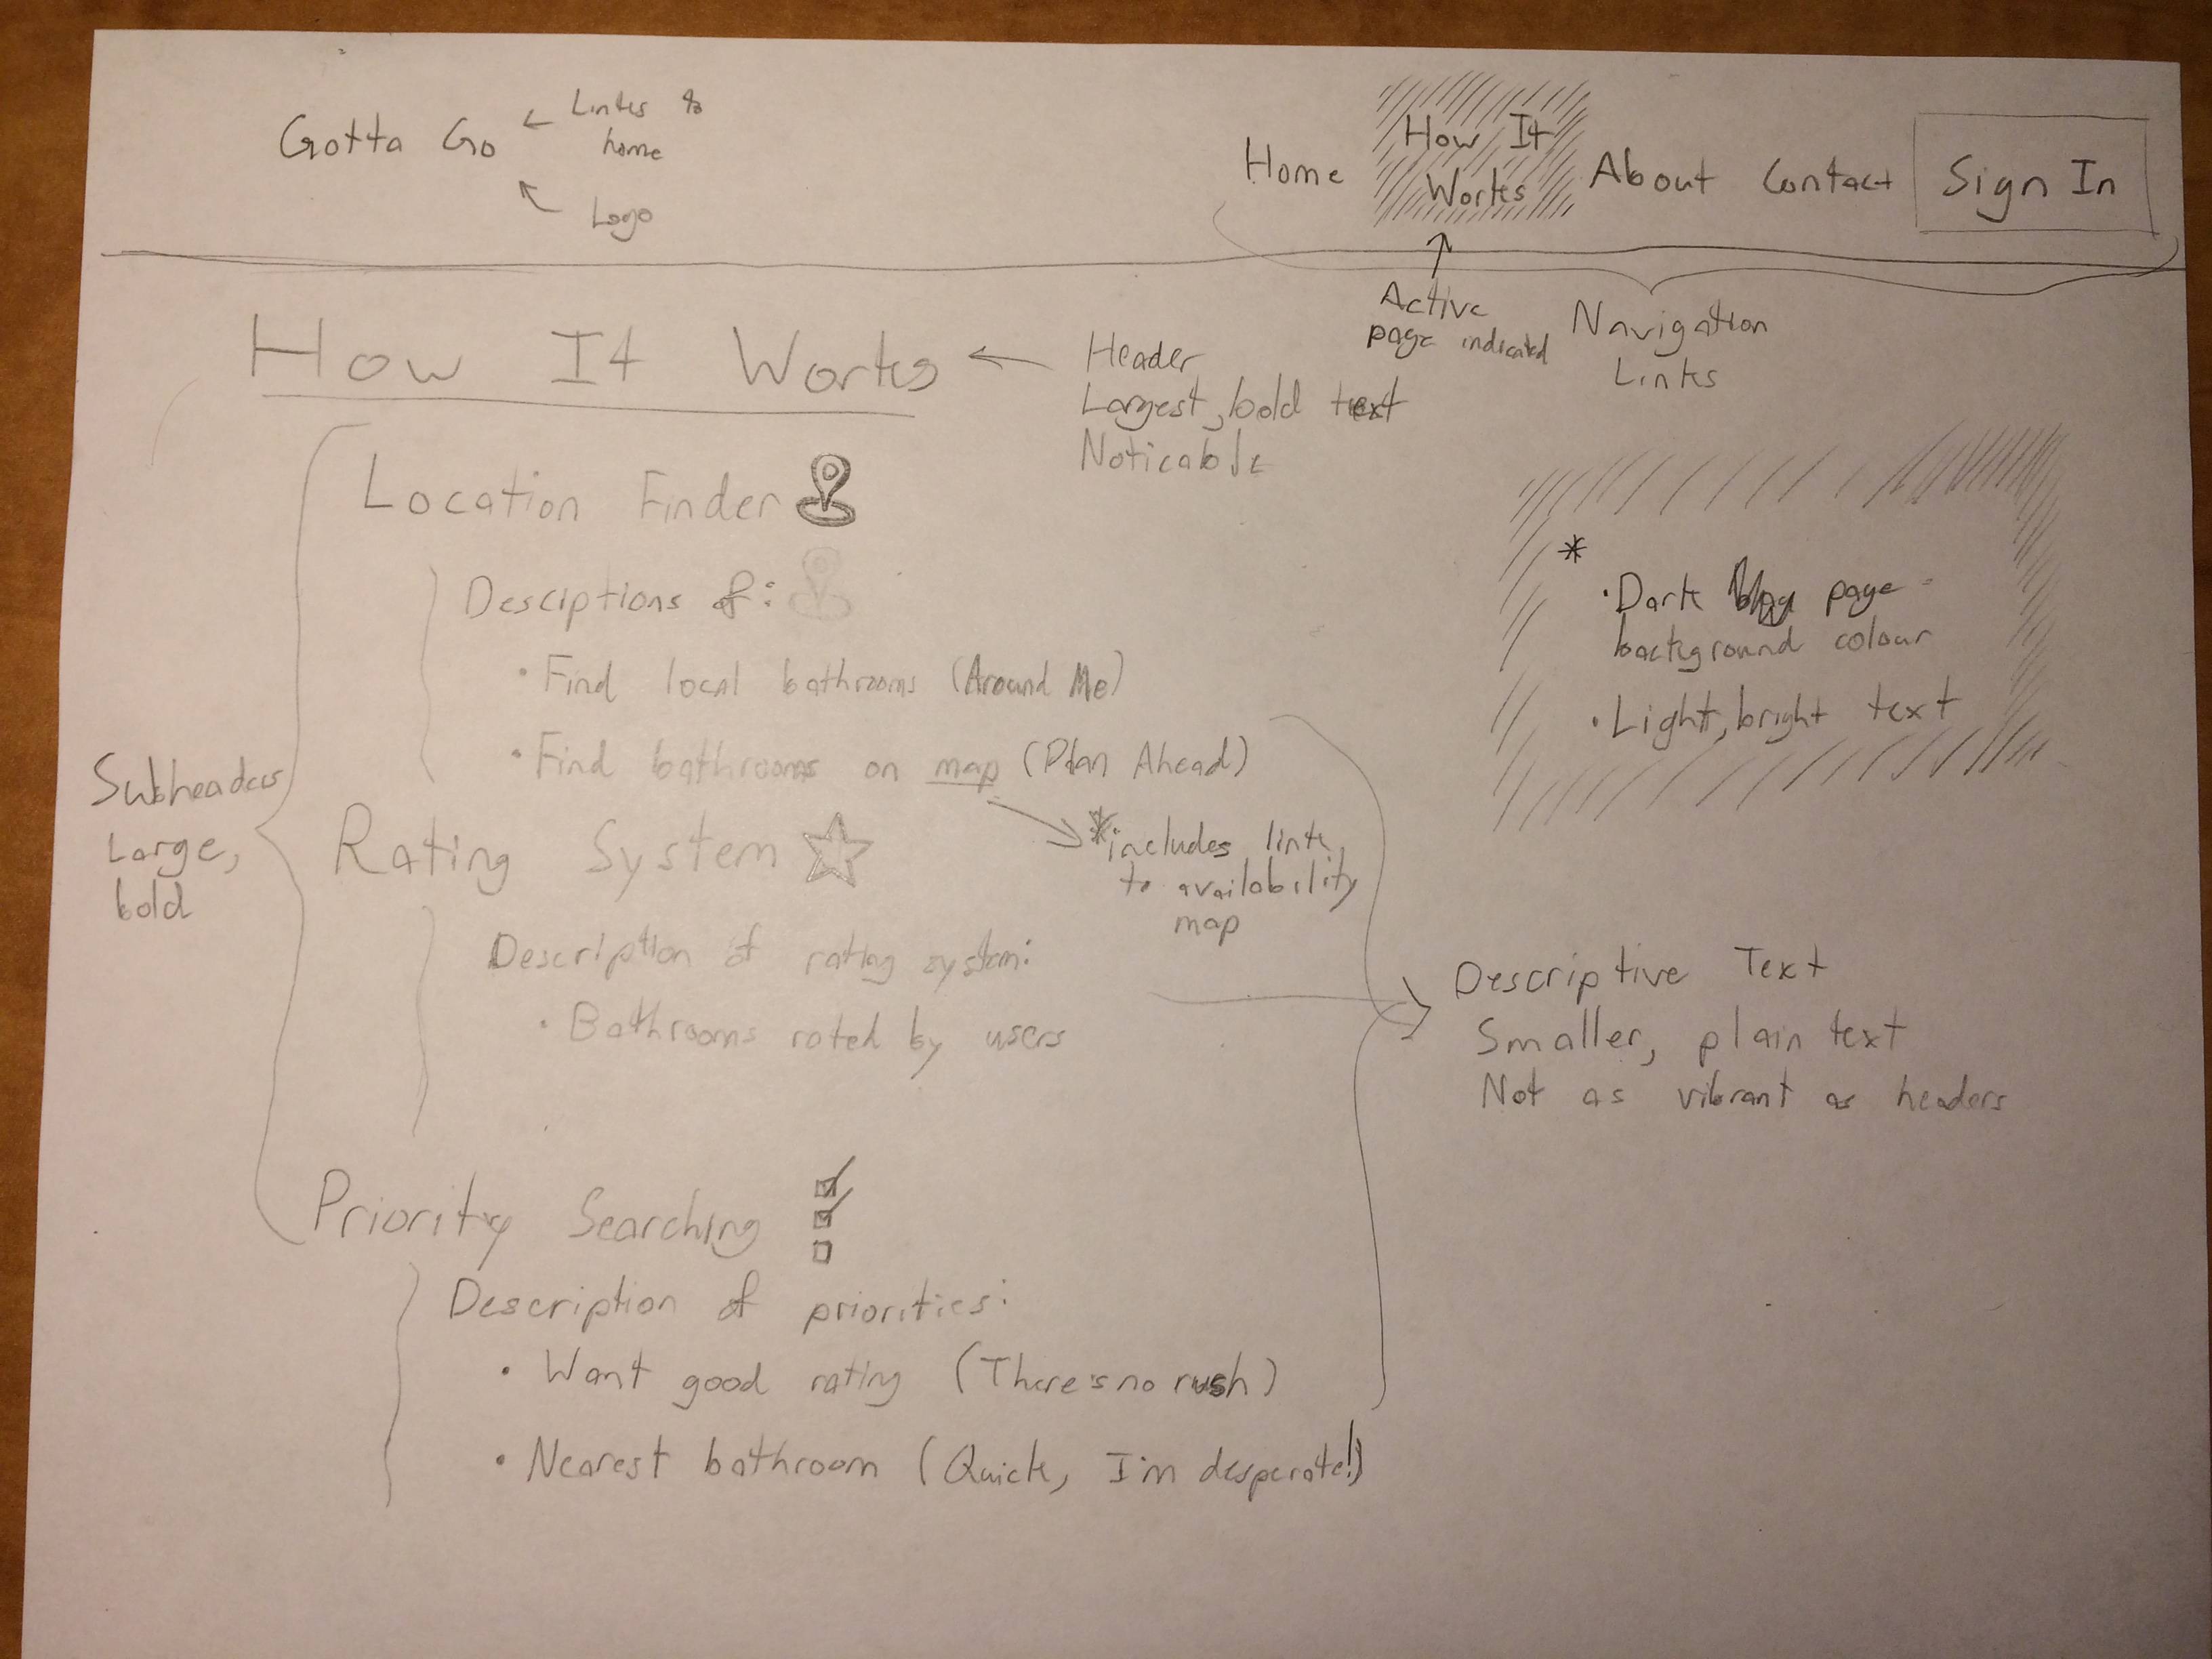 Gotta Go
← Links to
home
← Logo
Home
How It
Works
About
Contact
Sign In
Active
page indicated
Navigation
Links
How It Works
← Header
Largest, bold text
Noticable
Subheaders
Large,
bold
Location Finder
Descriptions of:
• Find local bathrooms (Around Me)
• Find bathrooms on map (Plan Ahead)
* includes link
to availability
map
Rating System
Description of rating system:
• Bathrooms rated by users
Priority Searching
Description of priorities:
• Want good rating (There's no rush)
• Nearest bathroom (Quick, I'm desperate!)
*
• Dark page
background colour
• Light, bright text
Descriptive Text
Smaller, plain text
Not as vibrant as headers